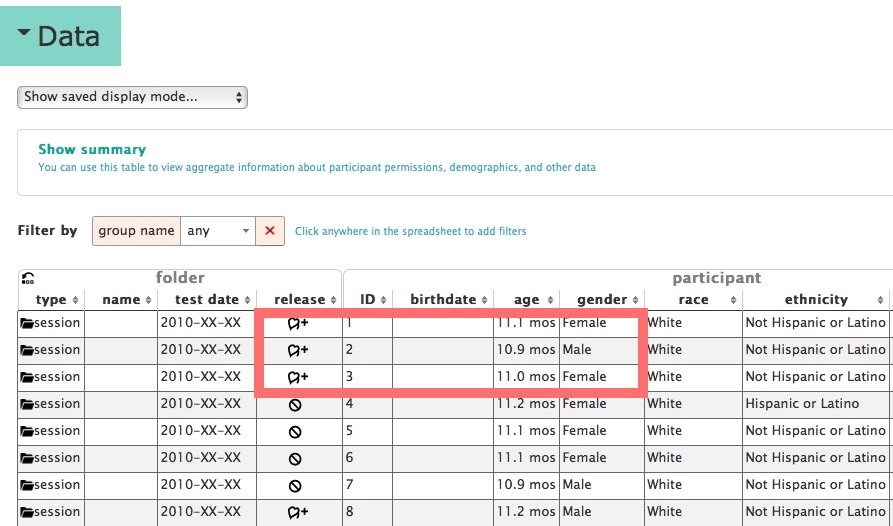 Data
Show saved display mode...
Show summary
You can use this table to view aggregate information about participant permissions, demographics, and other data
Filter by group name any Click anywhere in the spreadsheet to add filters
folder participant
type name test date release ID birthdate age gender race ethnicity
session 2010-XX-XX 1 11.1 mos Female White Not Hispanic or Latino
session 2010-XX-XX 2 10.9 mos Male White Not Hispanic or Latino
session 2010-XX-XX 3 11.0 mos Female White Not Hispanic or Latino
session 2010-XX-XX 4 11.2 mos Female White Hispanic or Latino
session 2010-XX-XX 5 11.1 mos Female White Not Hispanic or Latino
session 2010-XX-XX 6 11.1 mos Female White Not Hispanic or Latino
session 2010-XX-XX 7 10.9 mos Male White Not Hispanic or Latino
session 2010-XX-XX 8 11.2 mos Male White Not Hispanic or Latino